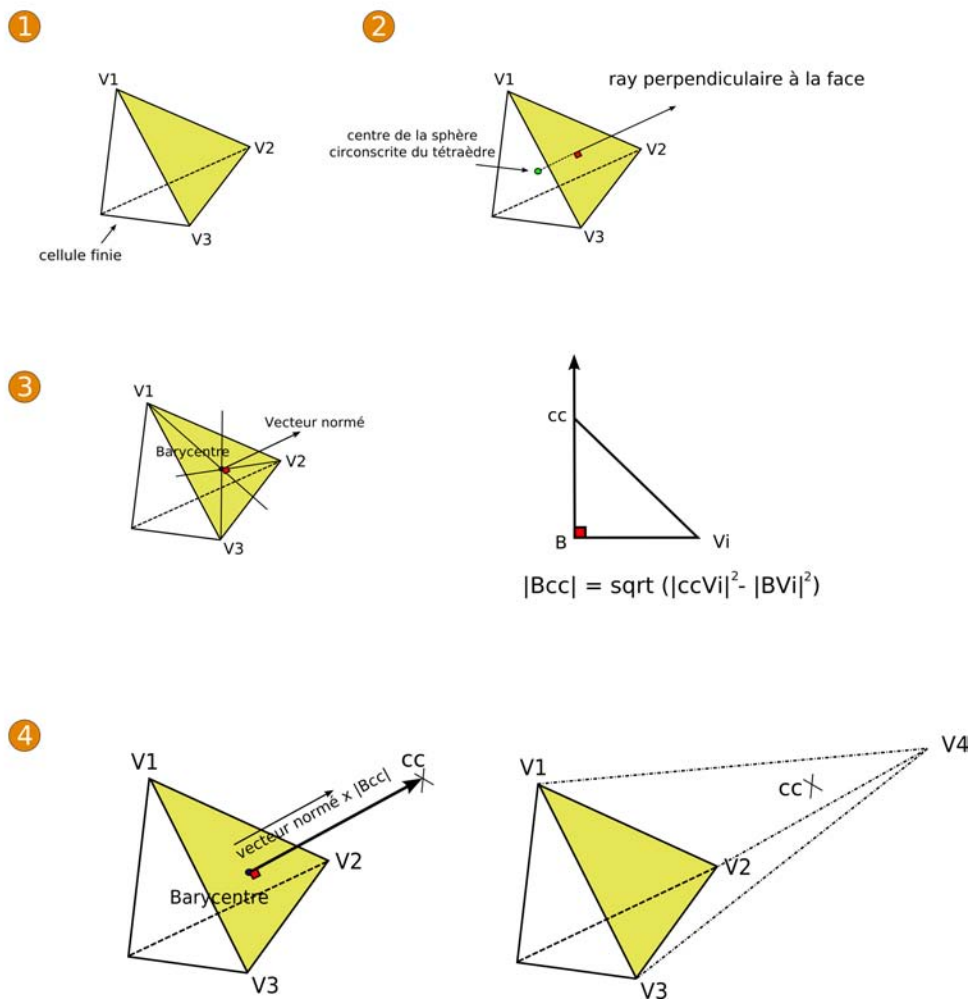 1
V1
V2
V3
cellule finie
2
V1
ray perpendiculaire à la face
centre de la sphère
circonscrite du tétraèdre
V2
V3
3
V1
Vecteur normé
Barycentre
V2
V3
cc
B
Vi
|Bcc| = sqrt (|ccVi|²- |BVi|²)
4
V1
cc
vecteur normé x |Bcc|
V2
Barycentre
V3
V4
V1
cc
V2
V3